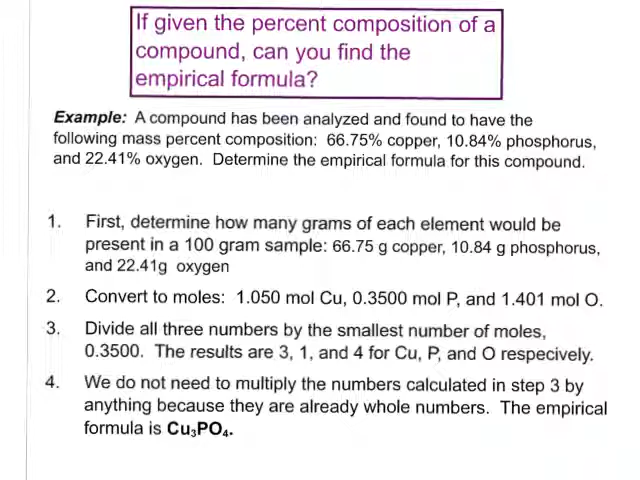 If given the percent composition of a
compound, can you find the
empirical formula?
Example: A compound has been analyzed and found to have the
following mass percent composition: 66.75% copper, 10.84% phosphorus,
and 22.41% oxygen. Determine the empirical formula for this compound.
1. First, determine how many grams of each element would be
present in a 100 gram sample: 66.75 g copper, 10.84 g phosphorus,
and 22.41g oxygen
2. Convert to moles: 1.050 mol Cu, 0.3500 mol P, and 1.401 mol O.
3. Divide all three numbers by the smallest number of moles,
0.3500. The results are 3, 1, and 4 for Cu, P, and O respecively.
4. We do not need to multiply the numbers calculated in step 3 by
anything because they are already whole numbers. The empirical
formula is Cu₃PO₄.